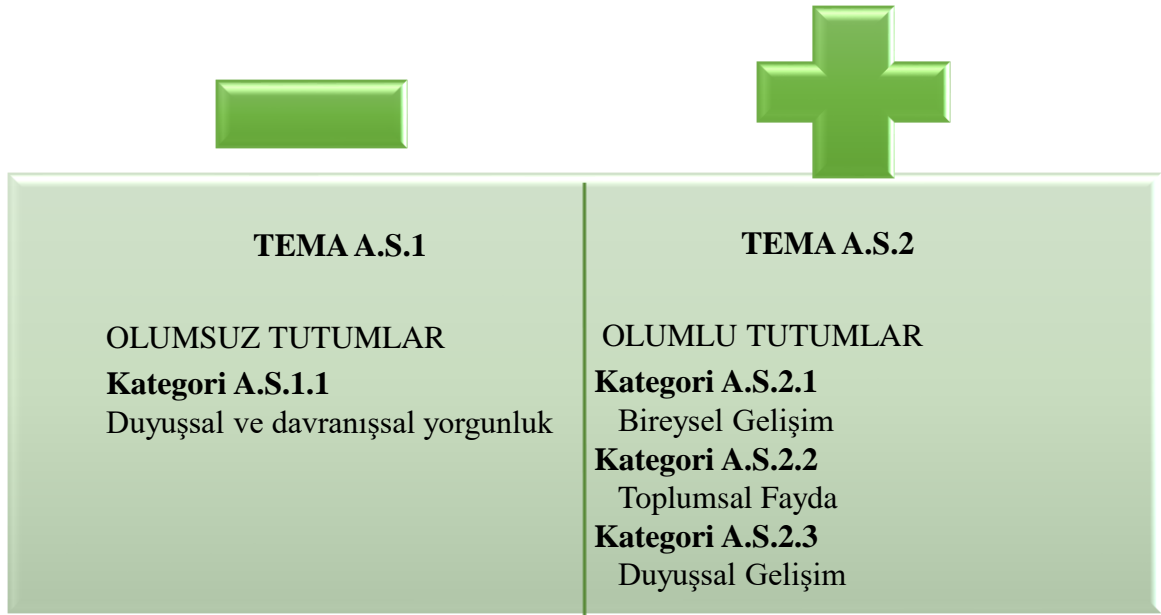 TEMA A.S.1
OLUMSUZ TUTUMLAR
Kategori A.S.1.1
Duyuşsal ve davranışsal yorgunluk
TEMA A.S.2
OLUMLU TUTUMLAR
Kategori A.S.2.1
Bireysel Gelişim
Kategori A.S.2.2
Toplumsal Fayda
Kategori A.S.2.3
Duyuşsal Gelişim